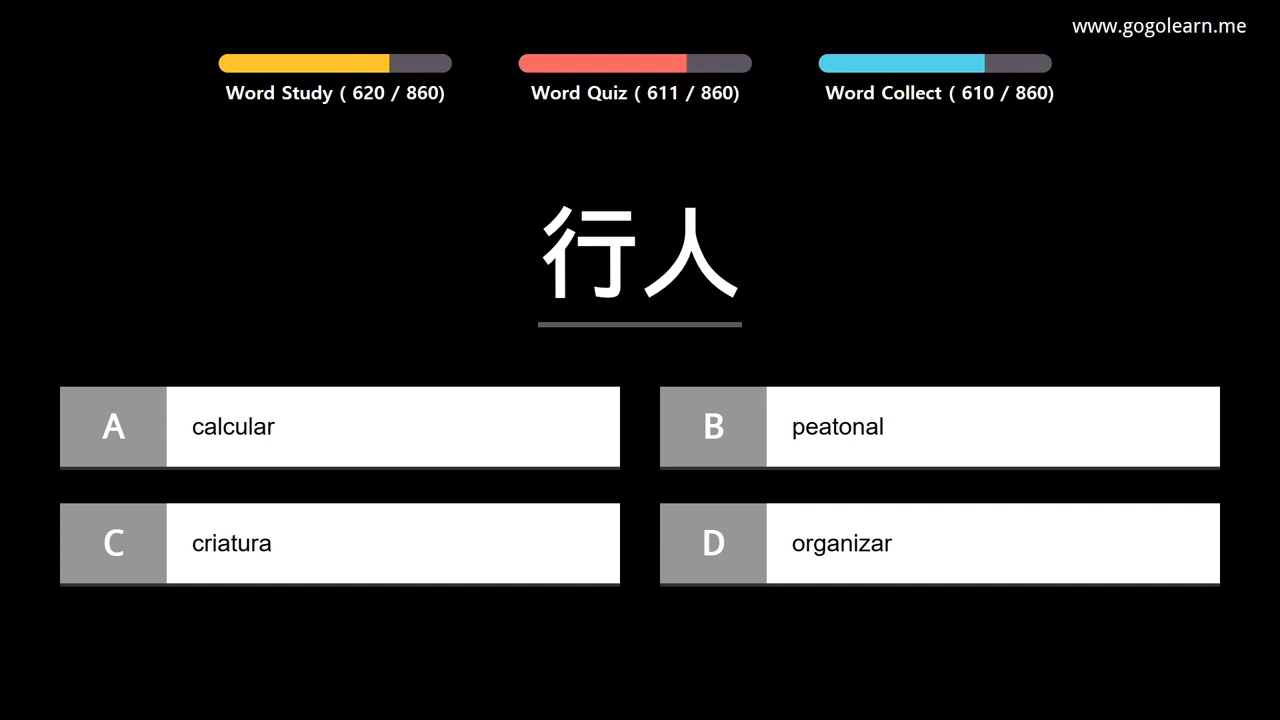 www.gogolearn.me
Word Study ( 620 / 860)
Word Quiz ( 611 / 860)
Word Collect ( 610 / 860)
行人
A calcular
B peatonal
C criatura
D organizar